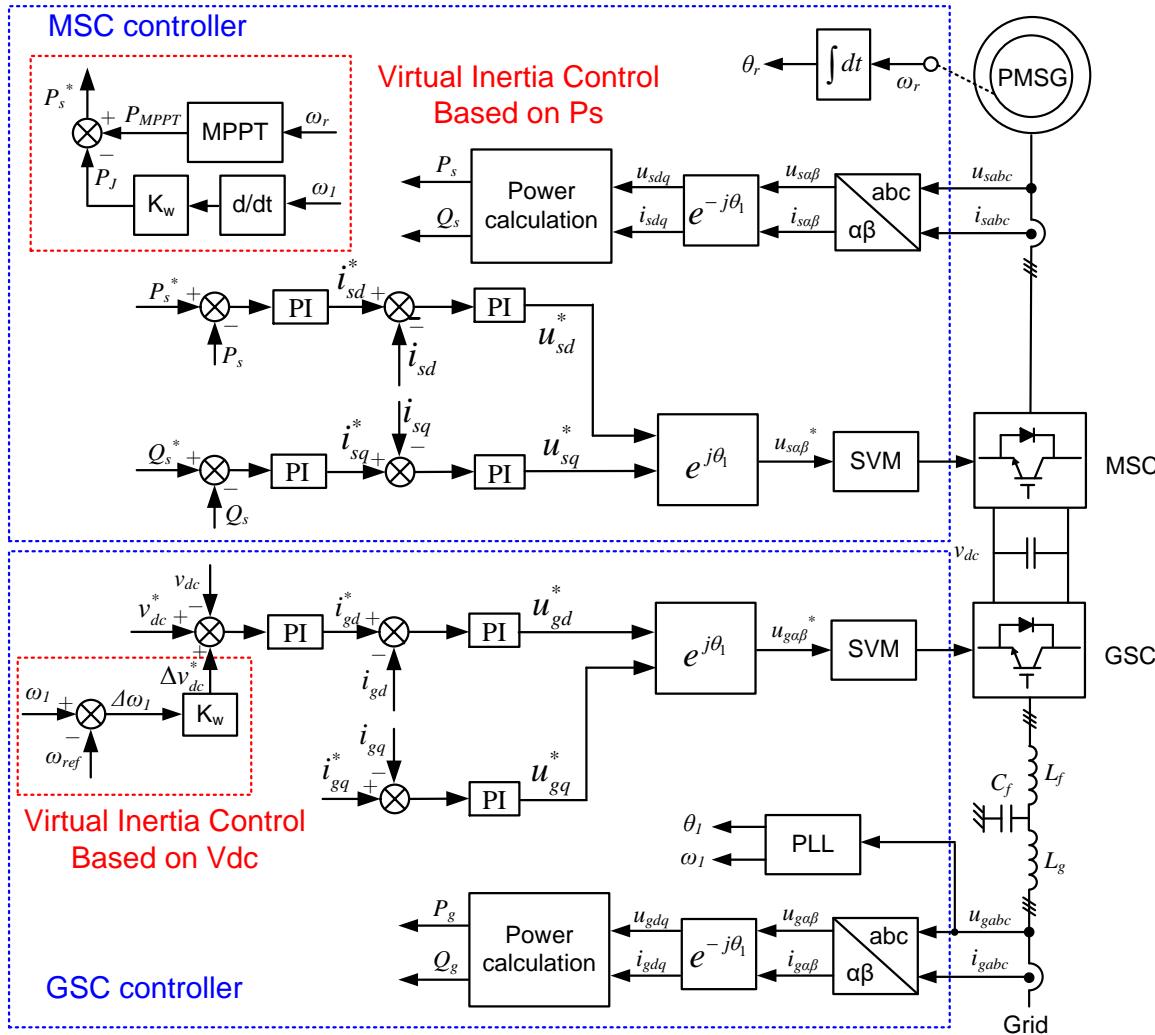 MSC controller
Virtual Inertia Control
Based on Ps
P_s^*
+
P_MPPT
MPPT
ω_r
−
P_J
K_w
d/dt
ω_1
θ_r
∫dt
ω_r
PMSG
P_s
Q_s
Power
calculation
u_sdq
i_sdq
e^{-jθ_1}
u_sαβ
i_sαβ
abc
αβ
u_sabc
i_sabc
P_s^*
+
−
P_s
PI
i_sd^*
+
−
i_sd
PI
u_sd^*
Q_s^*
+
−
Q_s
PI
i_sq^*
+
−
i_sq
PI
u_sq^*
e^{jθ_1}
u_sαβ^*
SVM
MSC
v_dc
GSC
v_dc
−
v_dc^*
+
+
Δv_dc^*
PI
i_gd^*
+
−
i_gd
PI
u_gd^*
ω_1
+
−
ω_ref
Δω_1
K_w
i_gq
−
i_gq^*
+
PI
u_gq^*
e^{jθ_1}
u_gαβ^*
SVM
Virtual Inertia Control
Based on Vdc
L_f
C_f
L_g
θ_1
ω_1
PLL
P_g
Q_g
Power
calculation
u_gdq
i_gdq
e^{-jθ_1}
u_gαβ
i_gαβ
abc
αβ
u_gabc
i_gabc
GSC controller
Grid